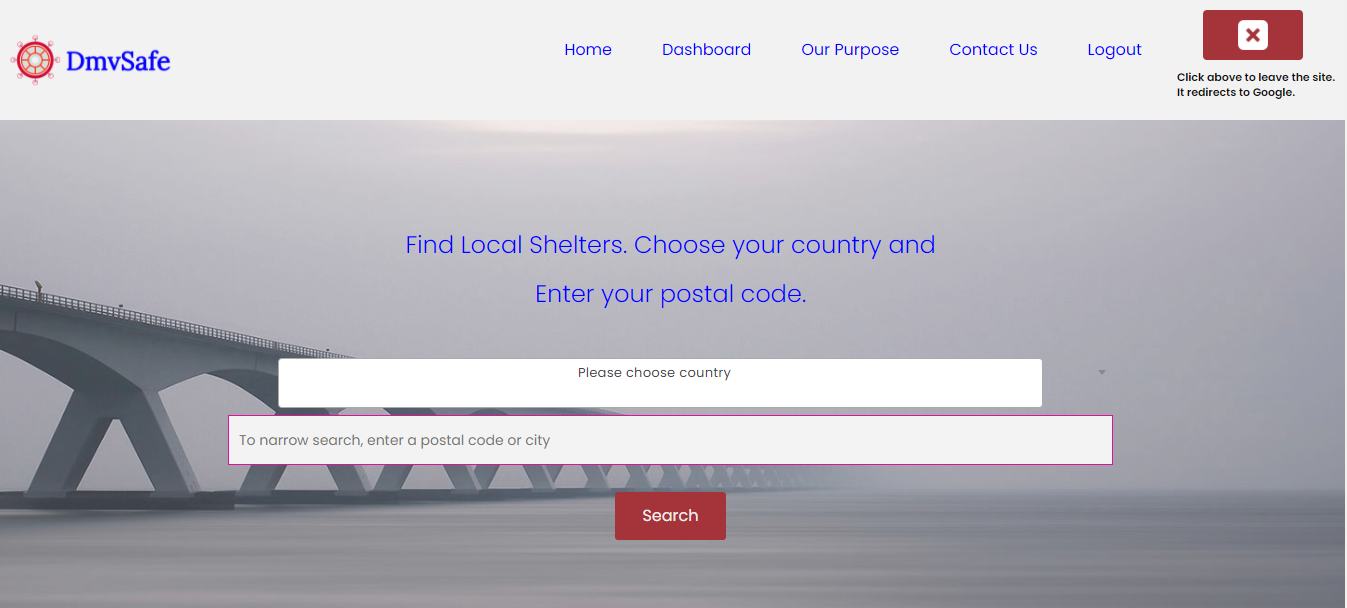 DmvSafe
Home
Dashboard
Our Purpose
Contact Us
Logout
Click above to leave the site.
It redirects to Google.
Find Local Shelters. Choose your country and
Enter your postal code.
Please choose country
To narrow search, enter a postal code or city
Search